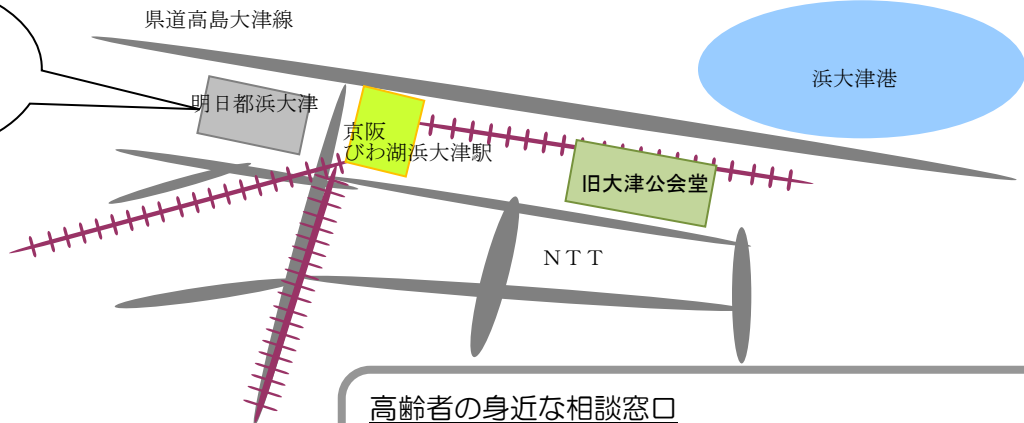 県道高島大津線
浜大津港
明日都浜大津
京阪
びわ湖浜大津駅
旧大津公会堂
ＮＴＴ
高齢者の身近な相談窓口